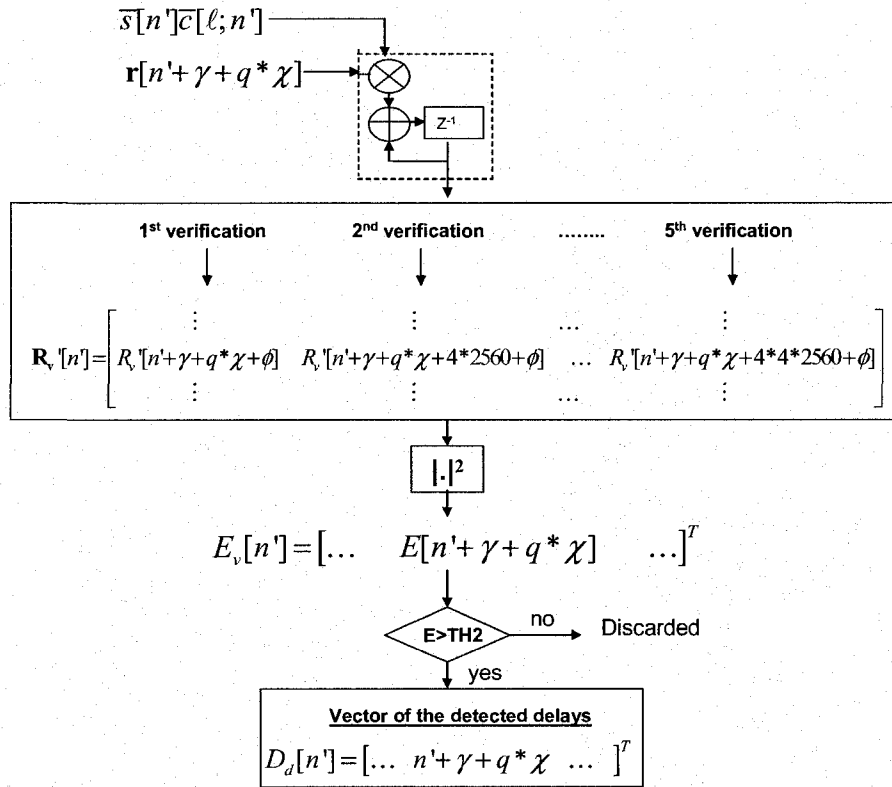 s̅[n']c̅[ℓ;n']
r[n'+γ+q*χ]
Z⁻¹
1st verification 2nd verification ........ 5th verification
⋮ ⋮ ... ⋮
R_v'[n']=[R_v'[n'+γ+q*χ+ϕ] R_v'[n'+γ+q*χ+4*2560+ϕ] ... R_v'[n'+γ+q*χ+4*4*2560+ϕ]]
⋮ ⋮ ... ⋮
|.|²
E_v[n']=[... E[n'+γ+q*χ] ...]^T
E>TH2 no Discarded
yes
Vector of the detected delays
D_d[n']=[... n'+γ+q*χ ... ]^T